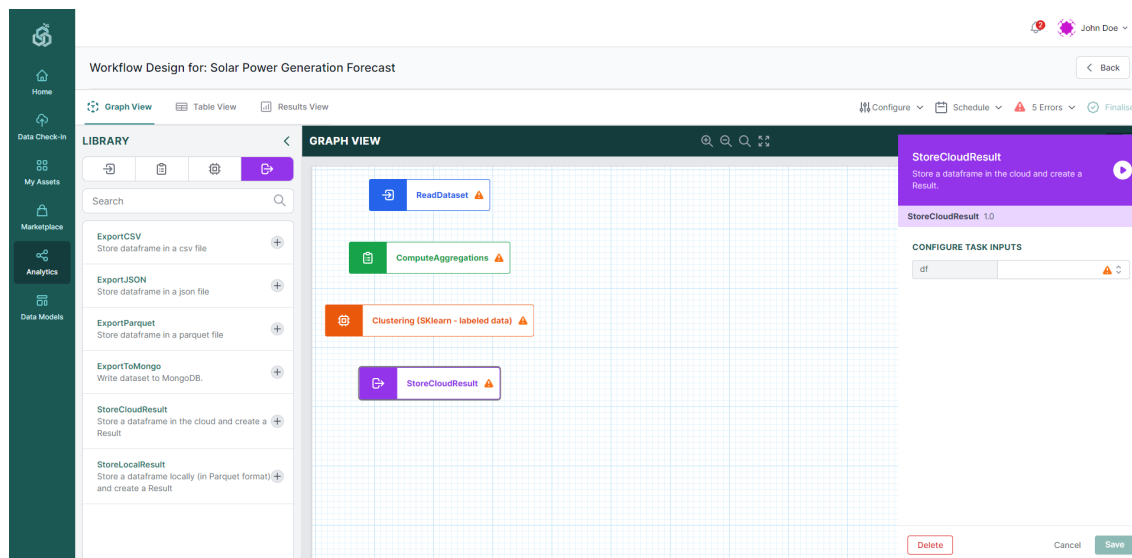 2
John Doe
Home
Data Check-In
My Assets
Marketplace
Analytics
Data Models
Workflow Design for: Solar Power Generation Forecast
Back
Graph View
Table View
Results View
Configure
Schedule
5 Errors
Finalise
LIBRARY
Search
ExportCSV
Store dataframe in a csv file
ExportJSON
Store dataframe in a json file
ExportParquet
Store dataframe in a parquet file
ExportToMongo
Write dataset to MongoDB.
StoreCloudResult
Store a dataframe in the cloud and create a
Result
StoreLocalResult
Store a dataframe locally (in Parquet format)
and create a Result
GRAPH VIEW
ReadDataset
ComputeAggregations
Clustering (SKlearn - labeled data)
StoreCloudResult
StoreCloudResult
Store a dataframe in the cloud and create a
Result.
StoreCloudResult 1.0
CONFIGURE TASK INPUTS
df
Delete
Cancel
Save